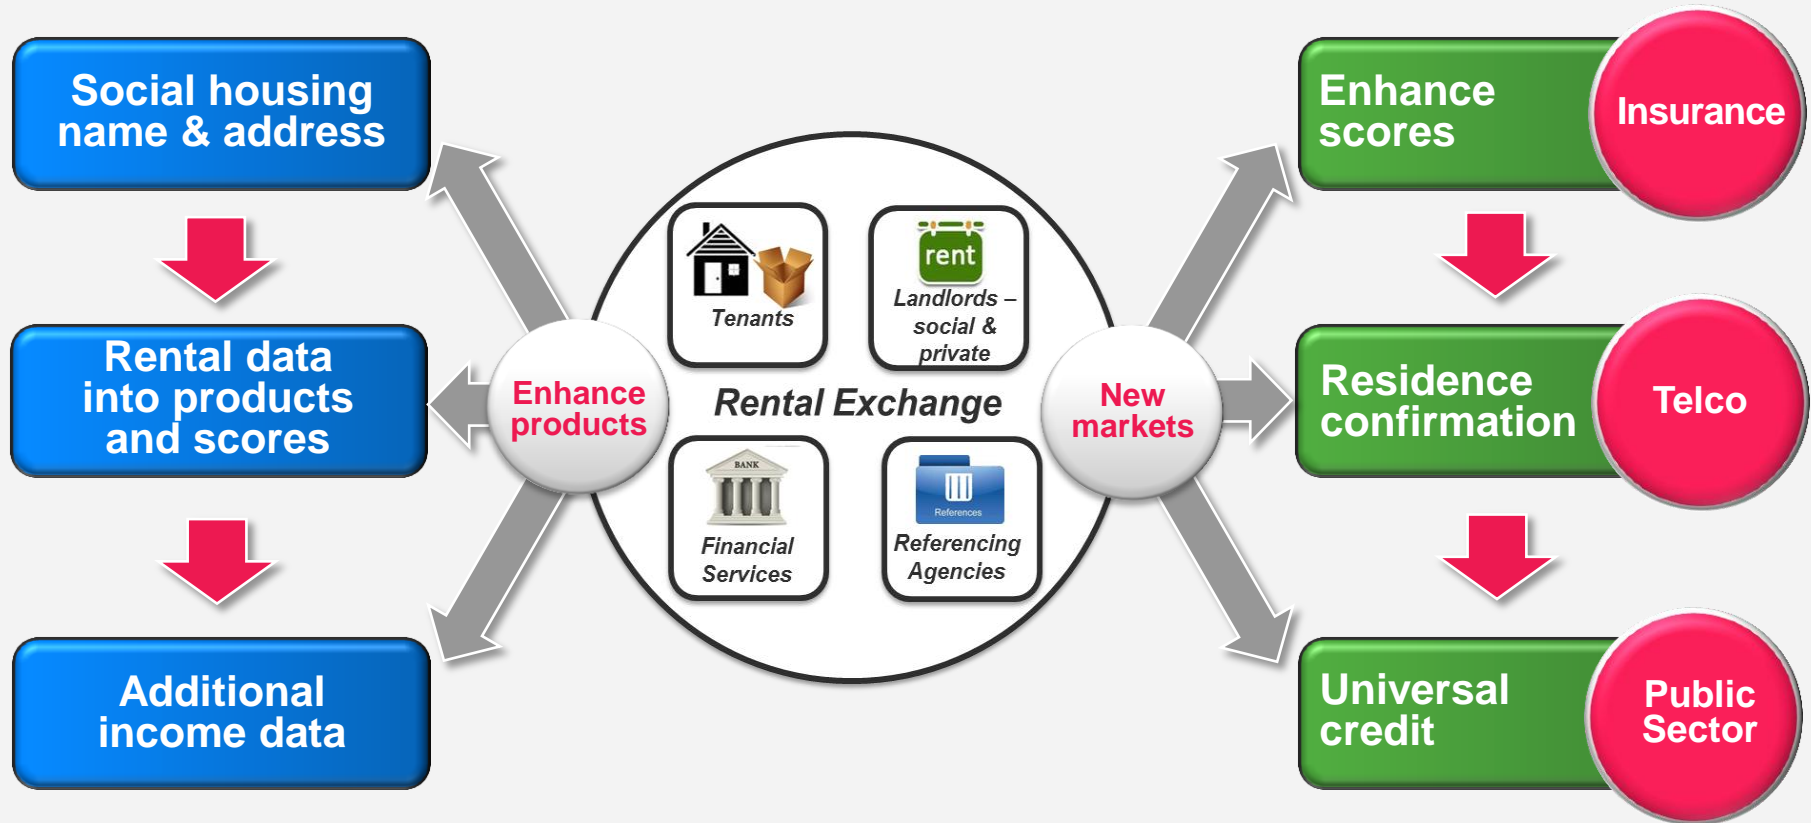 Social housing
name & address
Rental data
into products
and scores
Additional
income data
Enhance
products
Tenants
rent
Landlords –
social &
private
Rental Exchange
BANK
Financial
Services
References
Referencing
Agencies
New
markets
Enhance
scores
Insurance
Residence
confirmation
Telco
Universal
credit
Public
Sector